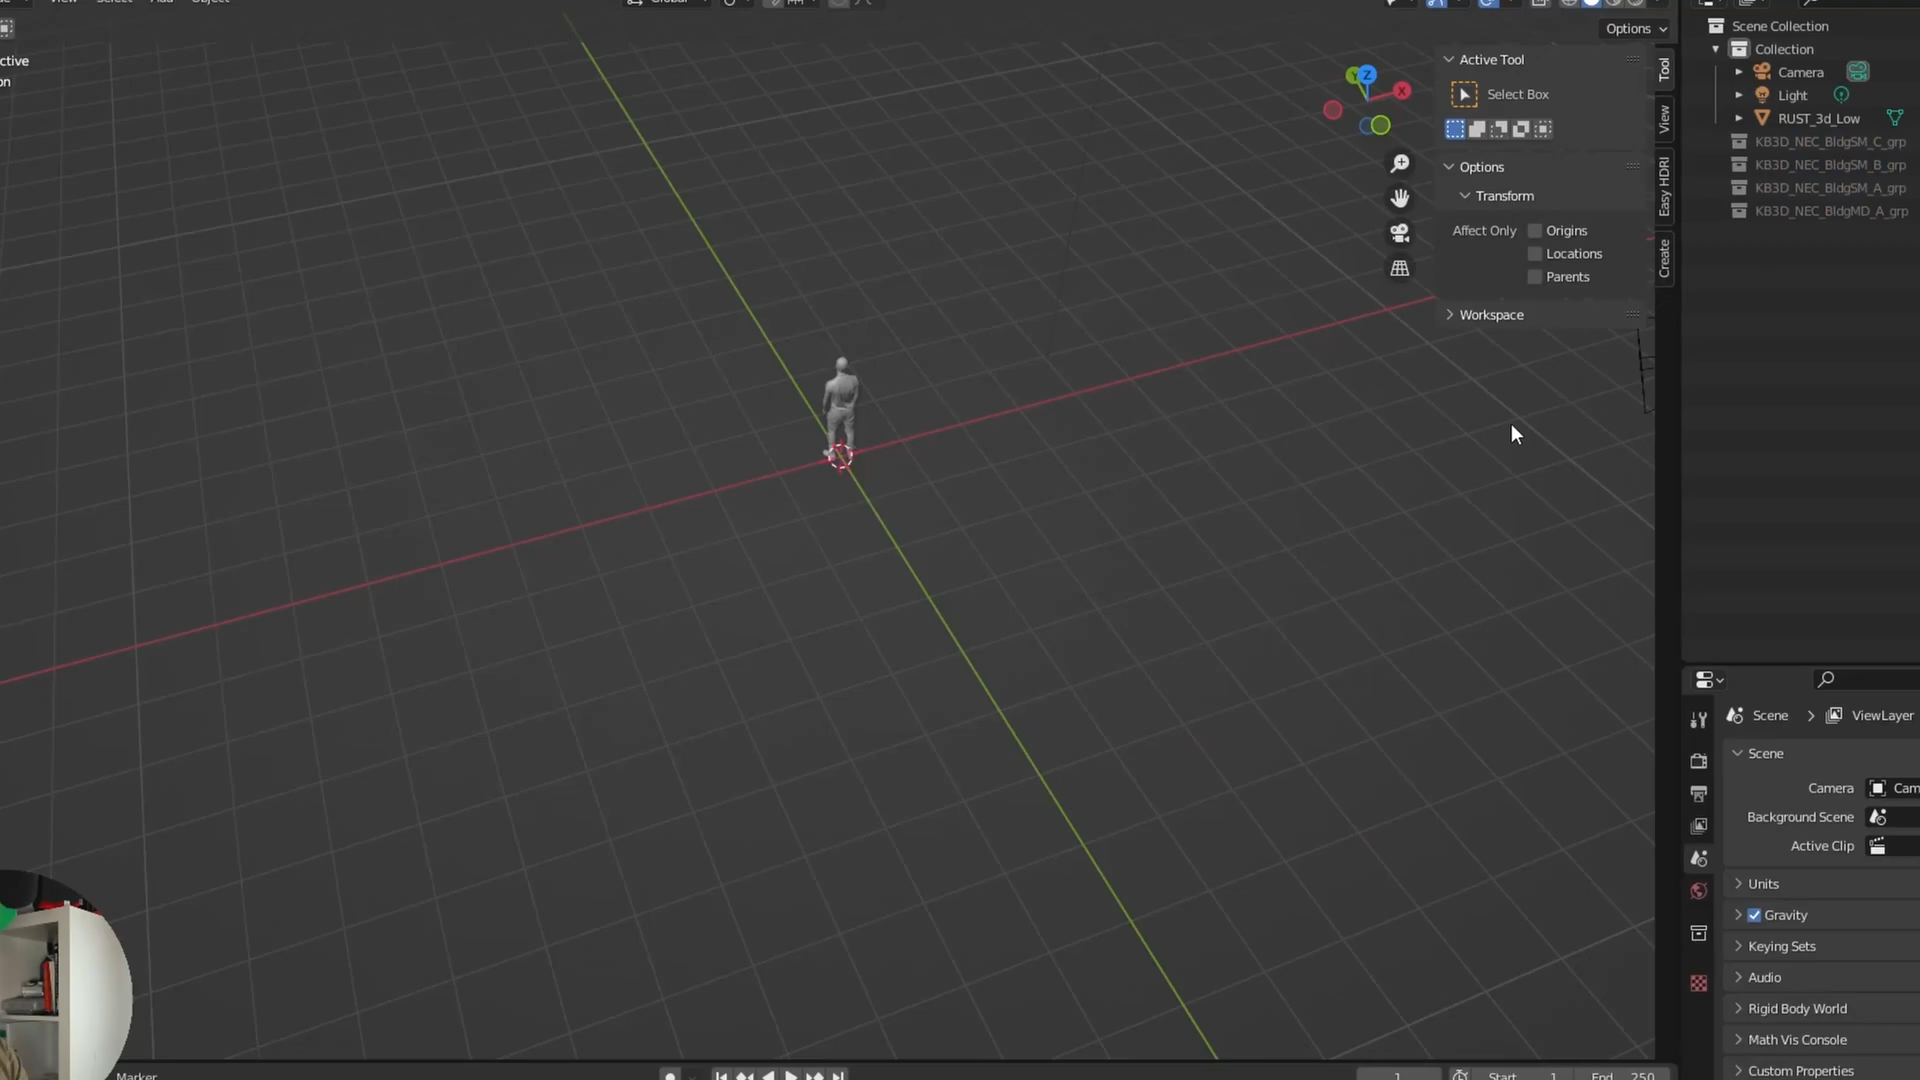 View Select Add Object
Global
Options
ctive
on
Active Tool
Select Box
Options
Transform
Affect Only Origins
Locations
Parents
Workspace
Tool
View
Easy HDRI
Create
Y
Z
X
Scene Collection
Collection
Camera
Light
RUST_3d_Low
KB3D_NEC_BldgSM_C_grp
KB3D_NEC_BldgSM_B_grp
KB3D_NEC_BldgSM_A_grp
KB3D_NEC_BldgMD_A_grp
Scene > ViewLayer
Scene
Camera Cam
Background Scene
Active Clip
Units
Gravity
Keying Sets
Audio
Rigid Body World
Math Vis Console
Custom Properties
Marker
1 Start 1 End 250